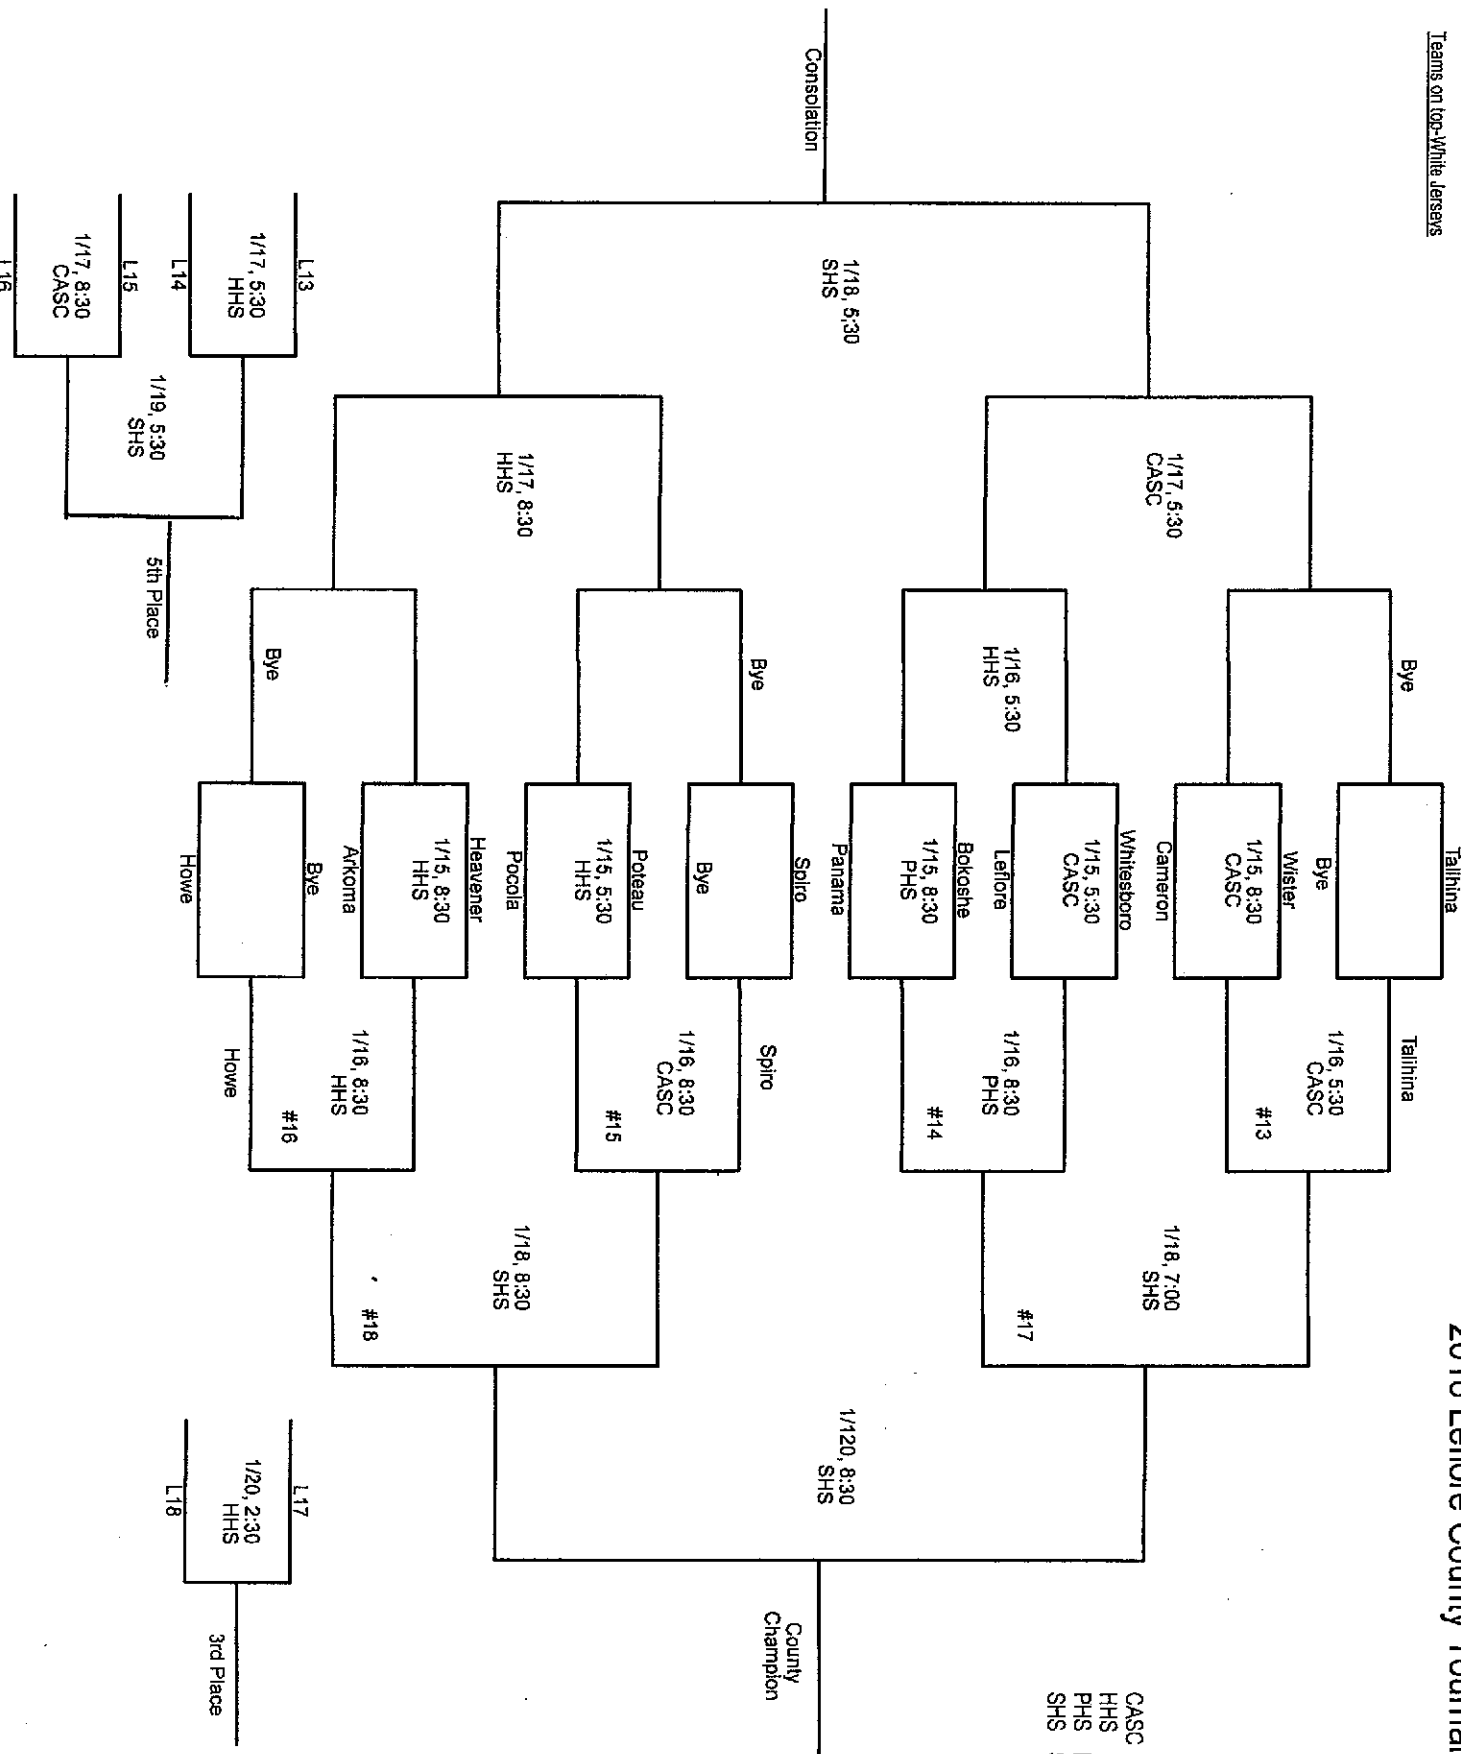 Teams on top-White Jerseys
County
CASC
HHS
PHS
SHS
Talihina
Bye
Talihina
Bye
1/16, 5:30
CASC
#13
Wister
1/15, 8:30
CASC
Cameron
1/17, 5:30
CASC
1/18, 7:00
SHS
Whitesboro
1/15, 5:30
CASC
Leflore
1/16, 5:30
HHS
1/16, 8:30
PHS
#14
#17
Bokoshe
1/15, 8:30
PHS
Panama
Consolation
1/18, 5;30
SHS
1/120, 8:30
SHS
County
Champion
Spiro
Bye
Bye
Spiro
1/16, 8:30
CASC
#15
Poteau
1/15, 5:30
HHS
Pocola
1/17, 8:30
HHS
1/18, 8:30
SHS
#18
Heavener
1/15, 8:30
HHS
Arkoma
1/16, 8:30
HHS
#16
Bye
Bye
Howe
Howe
L13
1/17, 5:30
HHS
L14
1/19, 5:30
SHS
5th Place
L15
1/17, 8:30
CASC
L16
L17
1/20, 2:30
HHS
L18
3rd Place